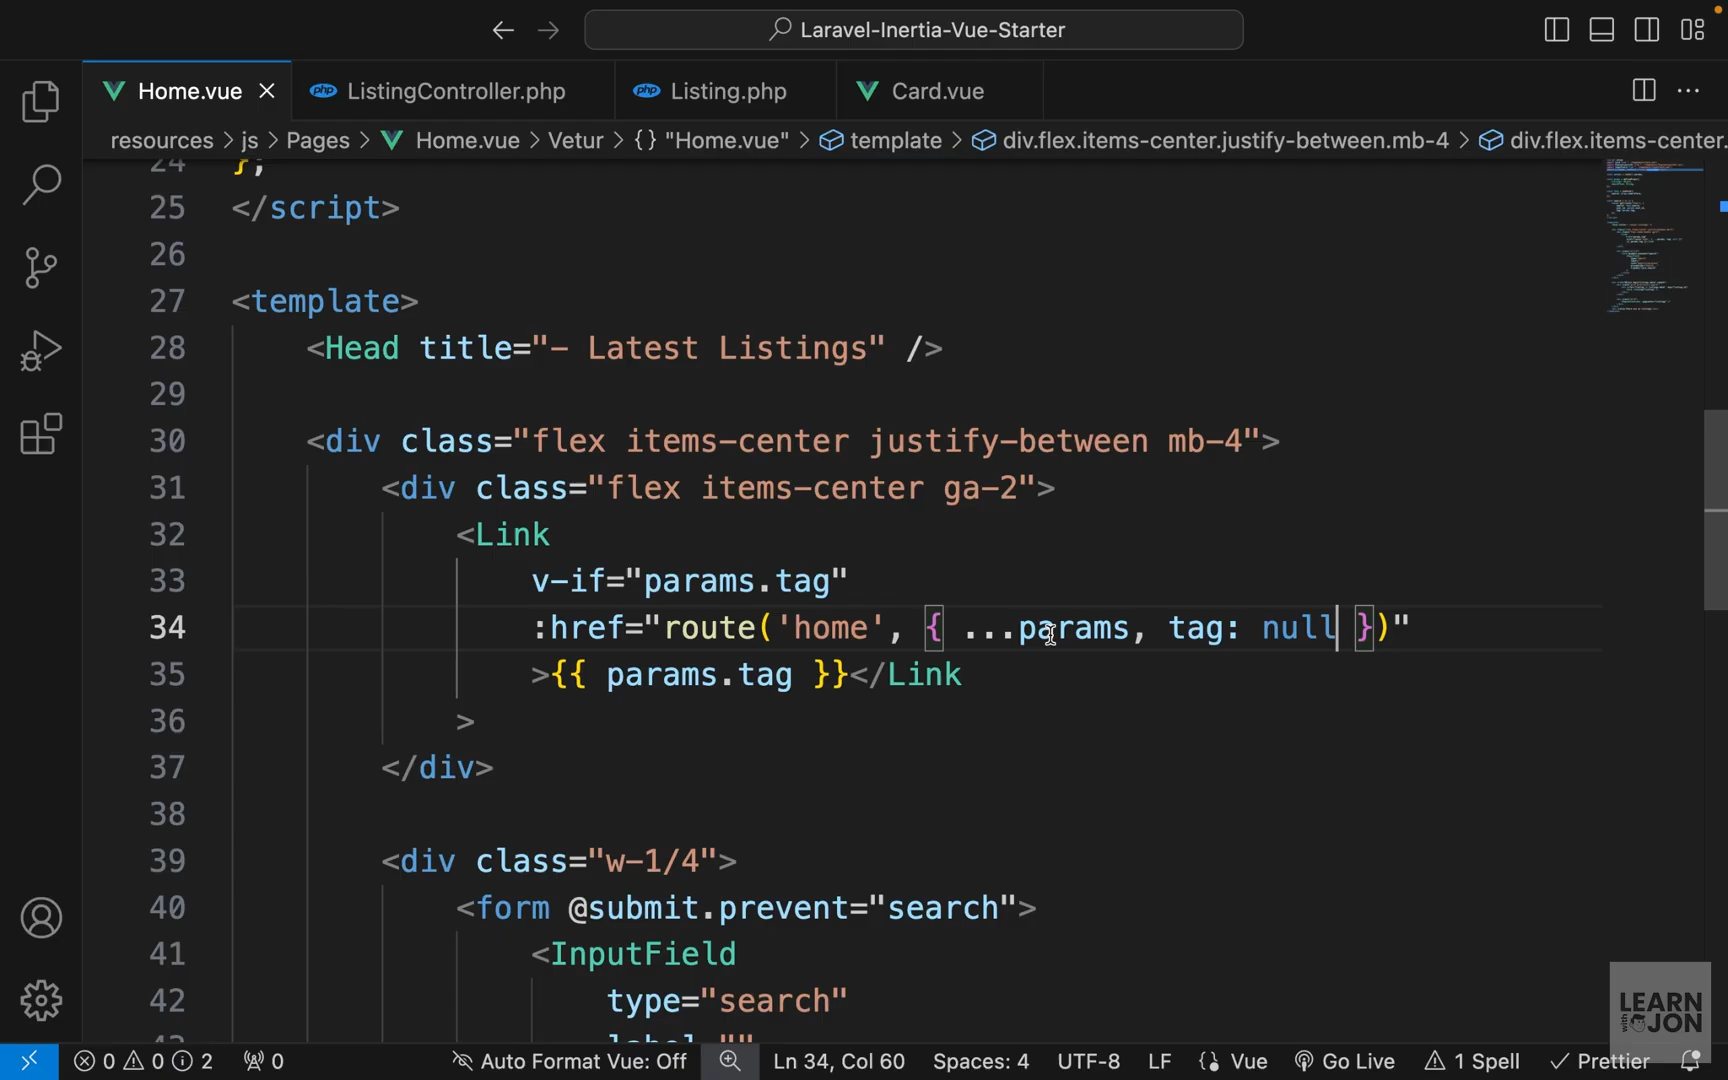 Laravel-Inertia-Vue-Starter
Home.vue ListingController.php Listing.php Card.vue
resources > js > Pages > Home.vue > Vetur > {} "Home.vue" > template > div.flex.items-center.justify-between.mb-4 > div.flex.items-center.
24 };
25 </script>
26
27 <template>
28 <Head title="- Latest Listings" />
29
30 <div class="flex items-center justify-between mb-4">
31 <div class="flex items-center ga-2">
32 <Link
33 v-if="params.tag"
34 :href="route('home', { ...params, tag: null })"
35 >{{ params.tag }}</Link
36 >
37 </div>
38
39 <div class="w-1/4">
40 <form @submit.prevent="search">
41 <InputField
42 type="search"
43 label=""
LEARN
with
JON
0 0 2 0 Auto Format Vue: Off Ln 34, Col 60 Spaces: 4 UTF-8 LF Vue Go Live 1 Spell Prettier